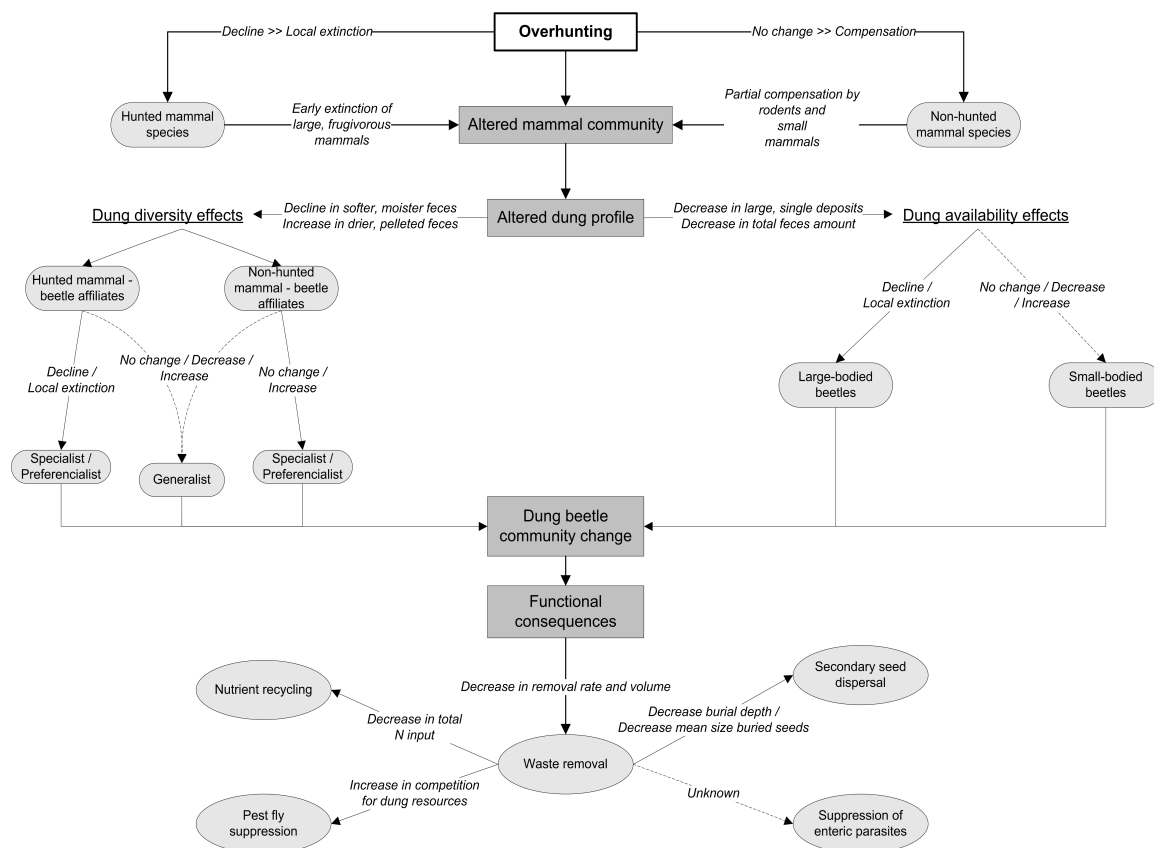 Overhunting
Decline >> Local extinction
No change >> Compensation
Hunted mammal
species
Early extinction of
large, frugivorous
mammals
Altered mammal community
Partial compensation by
rodents and
small
mammals
Non-hunted
mammal species
Dung diversity effects
Decline in softer, moister feces
Increase in drier, pelleted feces
Altered dung profile
Decrease in large, single deposits
Decrease in total feces amount
Dung availability effects
Hunted mammal -
beetle affiliates
Non-hunted
mammal - beetle
affiliates
Decline /
Local extinction
No change / Decrease /
Increase
No change /
Increase
Decline /
Local extinction
No change / Decrease
/ Increase
Large-bodied
beetles
Small-bodied
beetles
Specialist /
Preferencialist
Generalist
Specialist /
Preferencialist
Dung beetle
community change
Functional
consequences
Nutrient recycling
Decrease in removal rate and volume
Secondary seed
dispersal
Decrease in total
N input
Decrease burial depth /
Decrease mean size buried seeds
Waste removal
Increase in competition
for dung resources
Unknown
Pest fly
suppression
Suppression of
enteric parasites